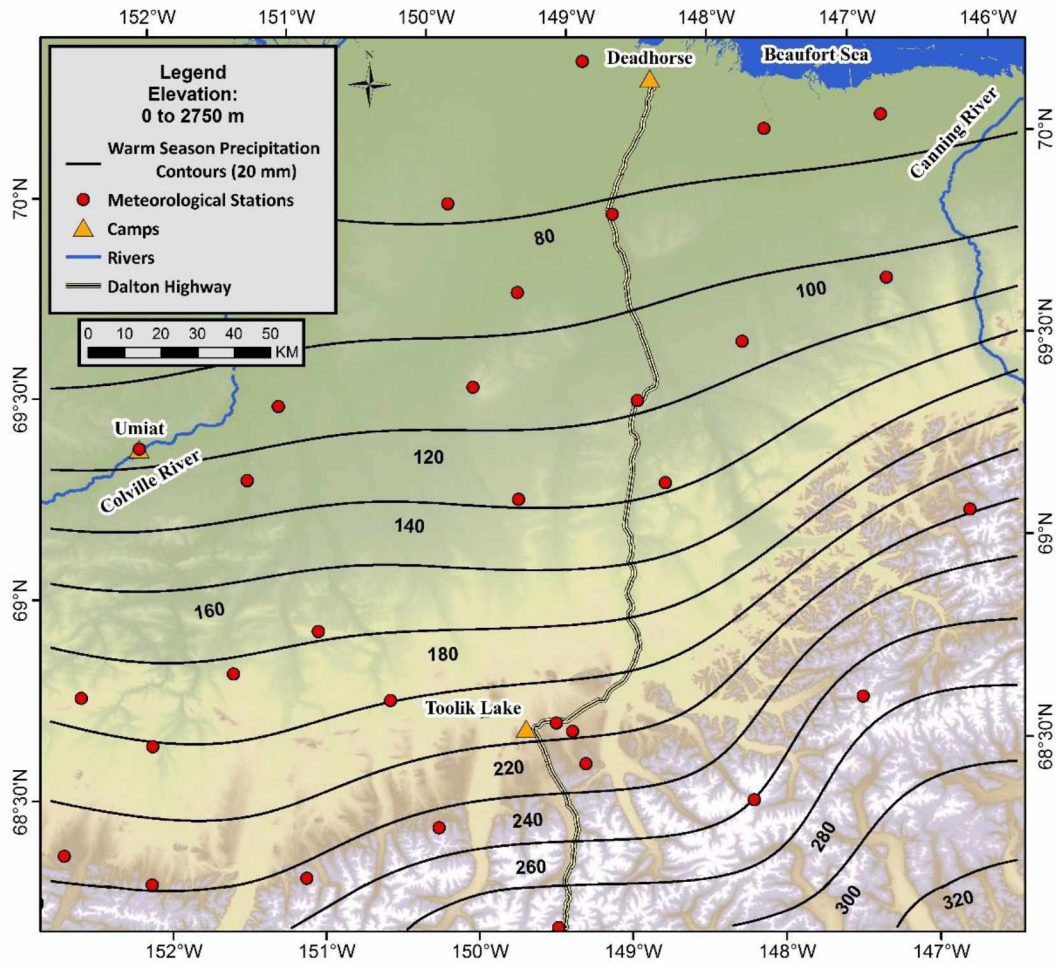 152°W 151°W 150°W 149°W 148°W 147°W 146°W
Legend
Elevation:
0 to 2750 m
Warm Season Precipitation
Contours (20 mm)
Meteorological Stations
Camps
Rivers
Dalton Highway
0 10 20 30 40 50
KM
N
Deadhorse
Beaufort Sea
Canning River
70°N
70°N
80
100
69°30'N
69°30'N
Umiat
Colville River
120
140
69°N
69°N
160
180
Toolik Lake
68°30'N
68°30'N
220
240
260
280
300
320
152°W 151°W 150°W 149°W 148°W 147°W